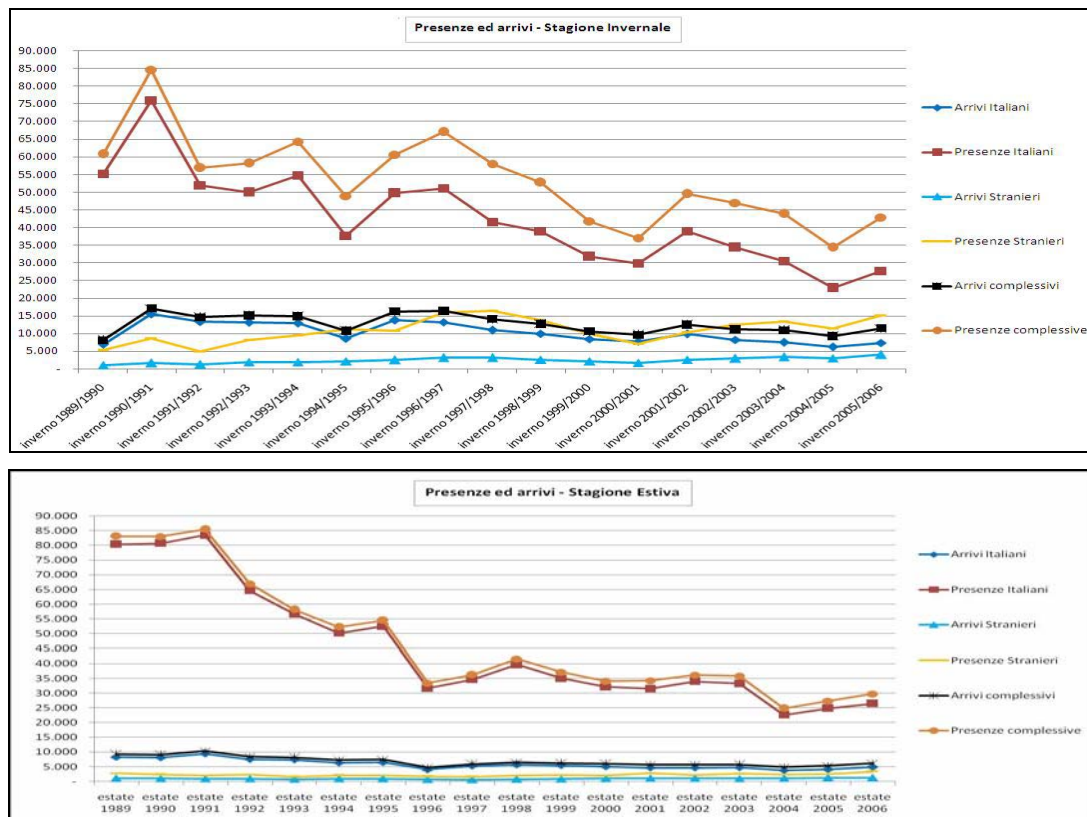 Presenze ed arrivi - Stagione Invernale
90.000
85.000
80.000
75.000
70.000
65.000
60.000
55.000
50.000
45.000
40.000
35.000
30.000
25.000
20.000
15.000
10.000
5.000
-
inverno 1989/1990
inverno 1990/1991
inverno 1991/1992
inverno 1992/1993
inverno 1993/1994
inverno 1994/1995
inverno 1995/1996
inverno 1996/1997
inverno 1997/1998
inverno 1998/1999
inverno 1999/2000
inverno 2000/2001
inverno 2001/2002
inverno 2002/2003
inverno 2003/2004
inverno 2004/2005
inverno 2005/2006
Arrivi Italiani
Presenze Italiani
Arrivi Stranieri
Presenze Stranieri
Arrivi complessivi
Presenze complessive
Presenze ed arrivi - Stagione Estiva
90.000
85.000
80.000
75.000
70.000
65.000
60.000
55.000
50.000
45.000
40.000
35.000
30.000
25.000
20.000
15.000
10.000
5.000
-
estate 1989
estate 1990
estate 1991
estate 1992
estate 1993
estate 1994
estate 1995
estate 1996
estate 1997
estate 1998
estate 1999
estate 2000
estate 2001
estate 2002
estate 2003
estate 2004
estate 2005
estate 2006
Arrivi Italiani
Presenze Italiani
Arrivi Stranieri
Presenze Stranieri
Arrivi complessivi
Presenze complessive